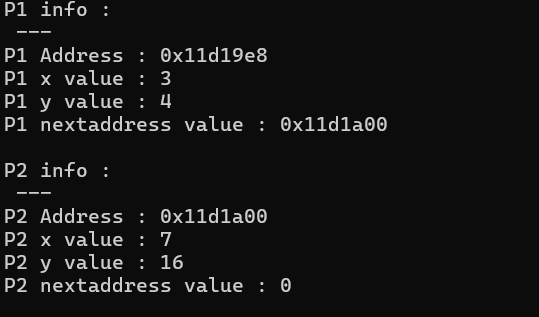 P1 info :
 ---
P1 Address : 0x11d19e8
P1 x value : 3
P1 y value : 4
P1 nextaddress value : 0x11d1a00

P2 info :
 ---
P2 Address : 0x11d1a00
P2 x value : 7
P2 y value : 16
P2 nextaddress value : 0